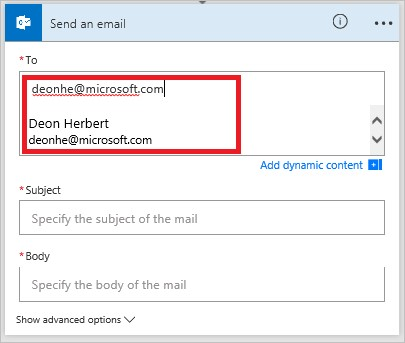 Send an email
*To
deonhe@microsoft.com
Deon Herbert
deonhe@microsoft.com
Add dynamic content
*Subject
Specify the subject of the mail
*Body
Specify the body of the mail
Show advanced options